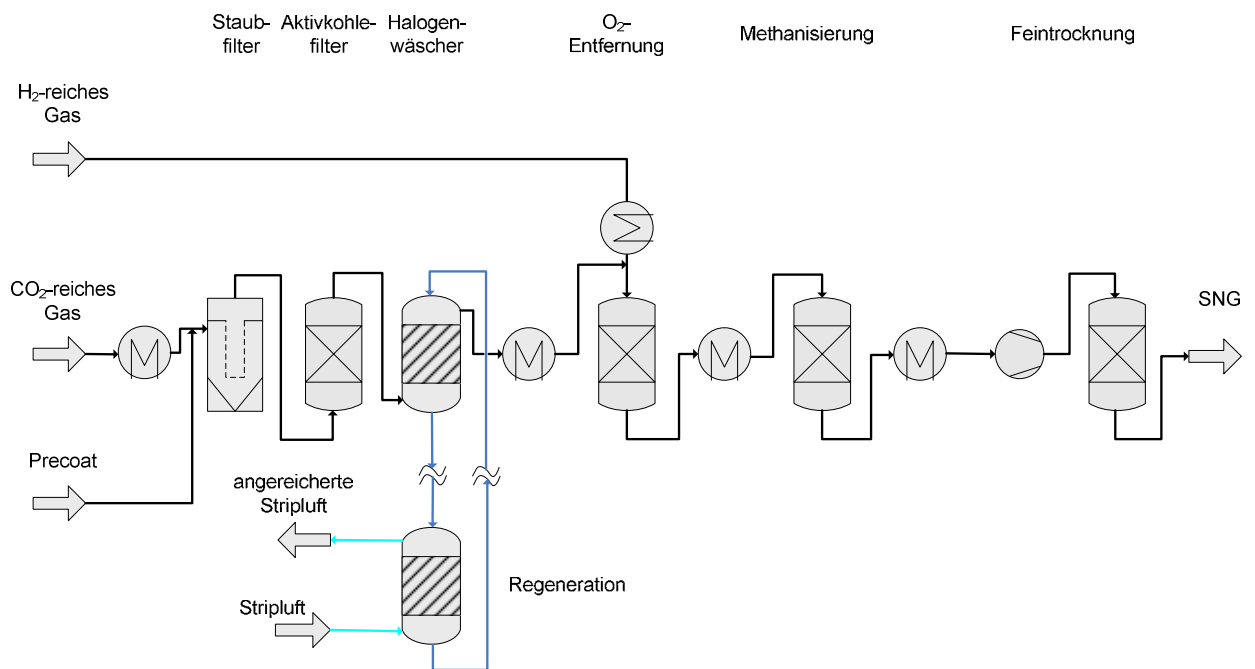 Staub-
filter
Aktivkohle-
filter
Halogen-
wäscher
O₂-
Entfernung
Methanisierung
Feintrocknung
H₂-reiches
Gas
CO₂-reiches
Gas
SNG
Precoat
angereicherte
Stripluft
Stripluft
Regeneration